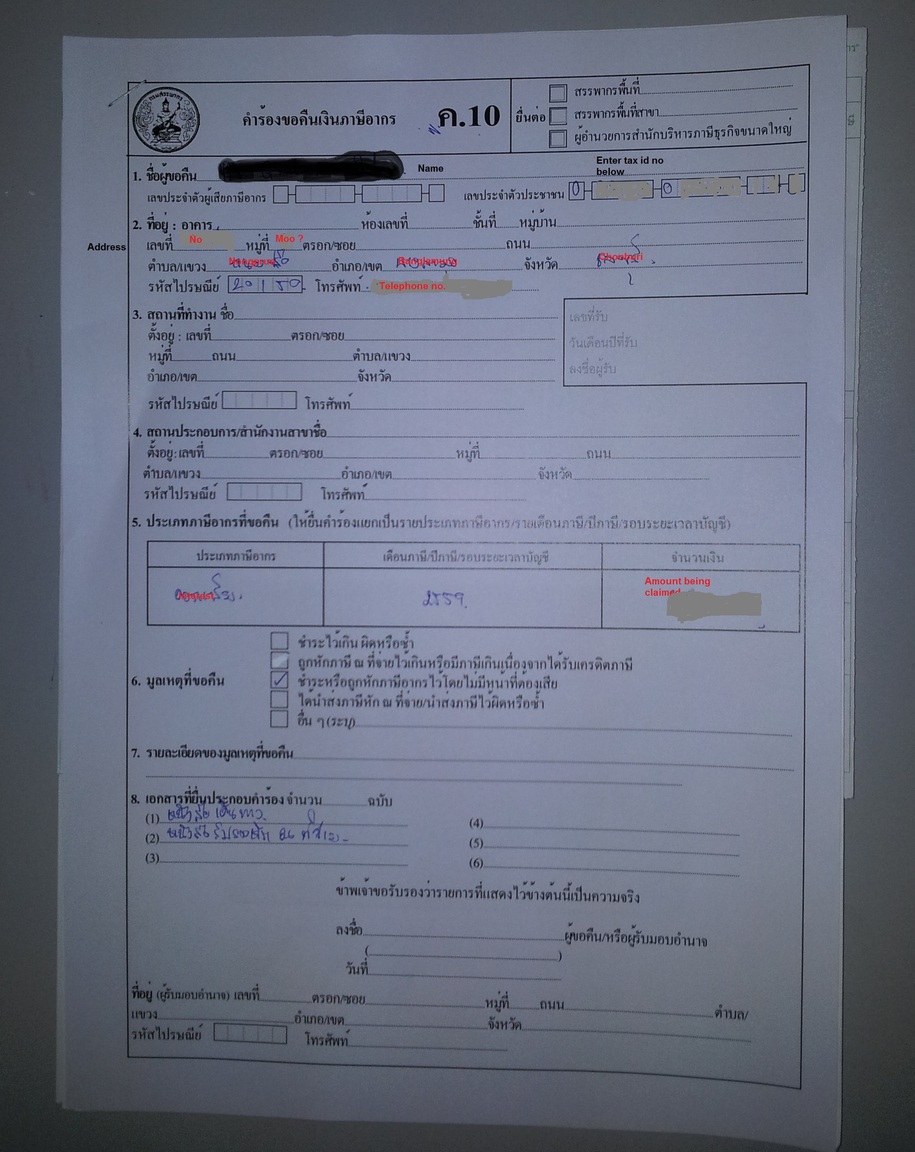 คำร้องขอคืนเงินภาษีอากร ค.10 ยื่นต่อ
สรรพากรพื้นที่
สรรพากรพื้นที่สาขา
ผู้อำนวยการสำนักบริหารภาษีธุรกิจขนาดใหญ่
1. ชื่อผู้ขอคืน Name Enter tax id no below
เลขประจำตัวผู้เสียภาษีอากร เลขประจำตัวประชาชน 0 0
2. ที่อยู่ : อาคาร ห้องเลขที่ ชั้นที่ หมู่บ้าน
Address เลขที่ No หมู่ที่ Moo ? ตรอก/ซอย ถนน
ตำบล/แขวง อำเภอ/เขต จังหวัด
รหัสไปรษณีย์ 20150 โทรศัพท์ Telephone no.
3. สถานที่ทำงาน ชื่อ
ตั้งอยู่ : เลขที่ ตรอก/ซอย
หมู่ที่ ถนน ตำบล/แขวง
อำเภอ/เขต จังหวัด
รหัสไปรษณีย์ โทรศัพท์
เลขที่รับ
วันเดือนปีที่รับ
ลงชื่อผู้รับ
4. สถานประกอบการ/สำนักงานสาขาชื่อ
ตั้งอยู่:เลขที่ ตรอก/ซอย หมู่ที่ ถนน
ตำบล/แขวง อำเภอ/เขต จังหวัด
รหัสไปรษณีย์ โทรศัพท์
5. ประเภทภาษีอากรที่ขอคืน (ให้ยื่นคำร้องแยกเป็นรายประเภทภาษีอากร/รายเดือนภาษี/ปีภาษี/รอบระยะเวลาบัญชี)
ประเภทภาษีอากร เดือนภาษี/ปีภาษี/รอบระยะเวลาบัญชี จำนวนเงิน
2559. Amount being claimed
6. มูลเหตุที่ขอคืน
ชำระไว้เกิน ผิดหรือซ้ำ
ถูกหักภาษี ณ ที่จ่ายไว้เกินหรือมีภาษีเกินเนื่องจากได้รับเครดิตภาษี
ชำระหรือถูกหักภาษีอากรไว้โดยไม่มีหน้าที่ต้องเสีย
ได้นำส่งภาษีหัก ณ ที่จ่าย/นำส่งภาษีไว้ผิดหรือซ้ำ
อื่น ๆ (ระบุ)
7. รายละเอียดของมูลเหตุที่ขอคืน
8. เอกสารที่ยื่นประกอบคำร้อง จำนวน ฉบับ
(1) (4)
(2) (5)
(3) (6)
ข้าพเจ้าขอรับรองว่ารายการที่แสดงไว้ข้างต้นนี้เป็นความจริง
ลงชื่อ ผู้ขอคืน/หรือผู้รับมอบอำนาจ
( )
วันที่
ที่อยู่ (ผู้รับมอบอำนาจ) เลขที่ ตรอก/ซอย หมู่ที่ ถนน ตำบล/
แขวง อำเภอ/เขต จังหวัด
รหัสไปรษณีย์ โทรศัพท์